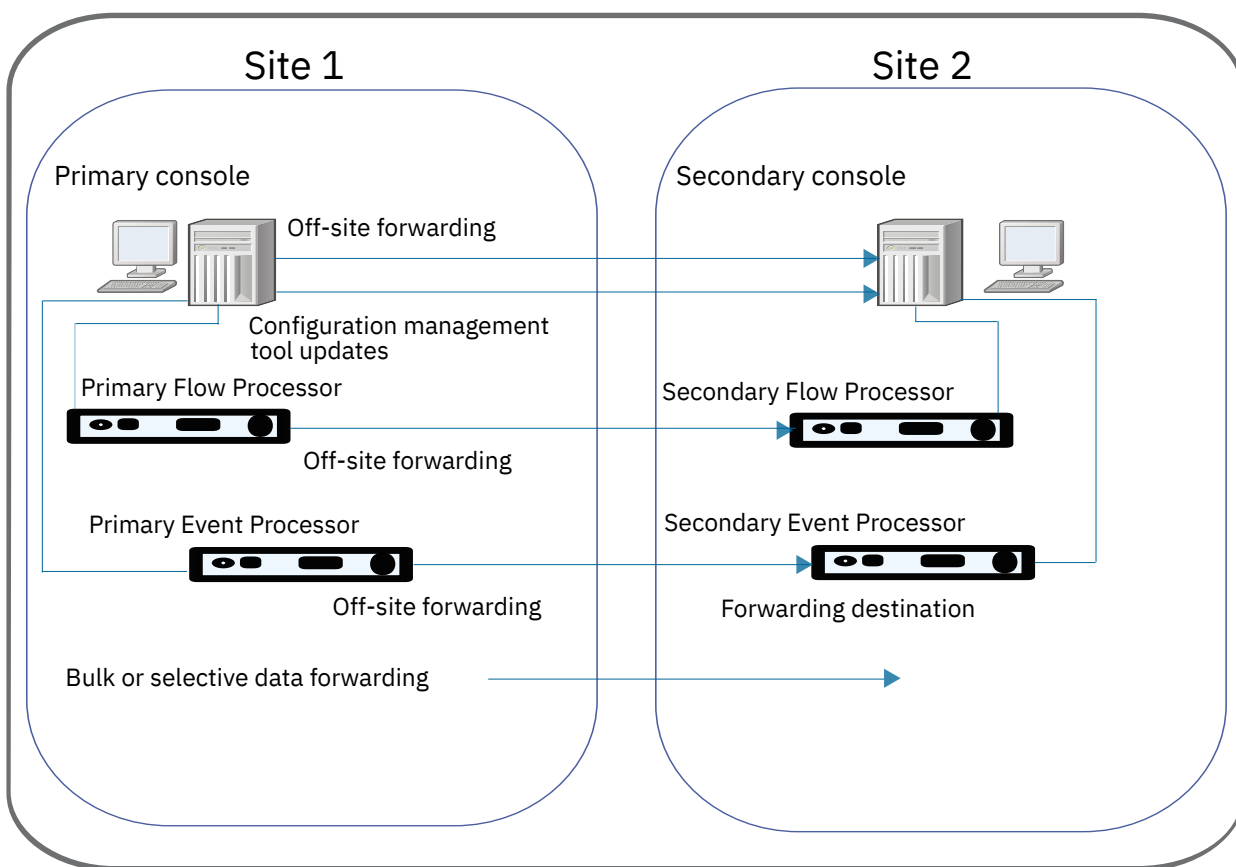 Site 1
Site 2
Primary console
Secondary console
Off-site forwarding
Configuration management
tool updates
Primary Flow Processor
Secondary Flow Processor
Off-site forwarding
Primary Event Processor
Secondary Event Processor
Off-site forwarding
Forwarding destination
Bulk or selective data forwarding